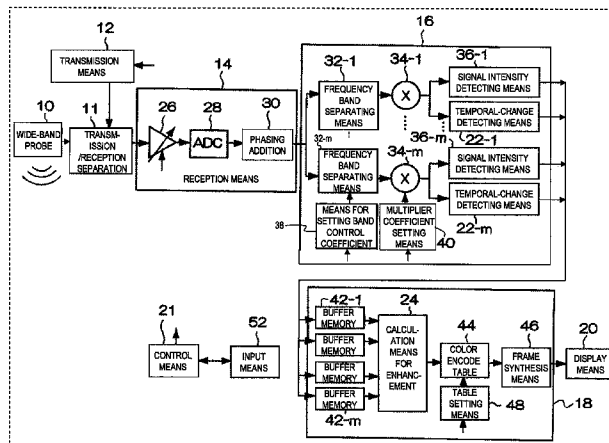 12
TRANSMISSION
MEANS
10
WIDE-BAND
PROBE
11
TRANSMIS-
SION
/RECEPTION
SEPARATION
14
26
28
ADC
30
PHASING
ADDITION
RECEPTION MEANS
16
32-1
FREQUENCY
BAND
SEPARATING
MEANS
32-m
FREQUENCY
BAND
SEPARATING
MEANS
34-1
X
34-m
X
36-1
SIGNAL INTENSITY
DETECTING MEANS
TEMPORAL-CHANGE
DETECTING MEANS
22-1
36-m
SIGNAL INTENSITY
DETECTING MEANS
TEMPORAL-CHANGE
DETECTING MEANS
22-m
38
MEANS FOR
SETTING BAND
CONTROL
COEFFICIENT
MULTIPLIER
COEFFICIENT
SETTING
MEANS
40
21
CONTROL
MEANS
52
INPUT
MEANS
42-1
BUFFER
MEMORY
BUFFER
MEMORY
BUFFER
MEMORY
BUFFER
MEMORY
42-m
24
CALCUL-
ATION
MEANS
FOR
ENHANC-
EMENT
44
COLOR
ENCODE
TABLE
TABLE
SETTING
MEANS
48
46
FRAME
SYNTHESIS
MEANS
20
DISPLAY
MEANS
18